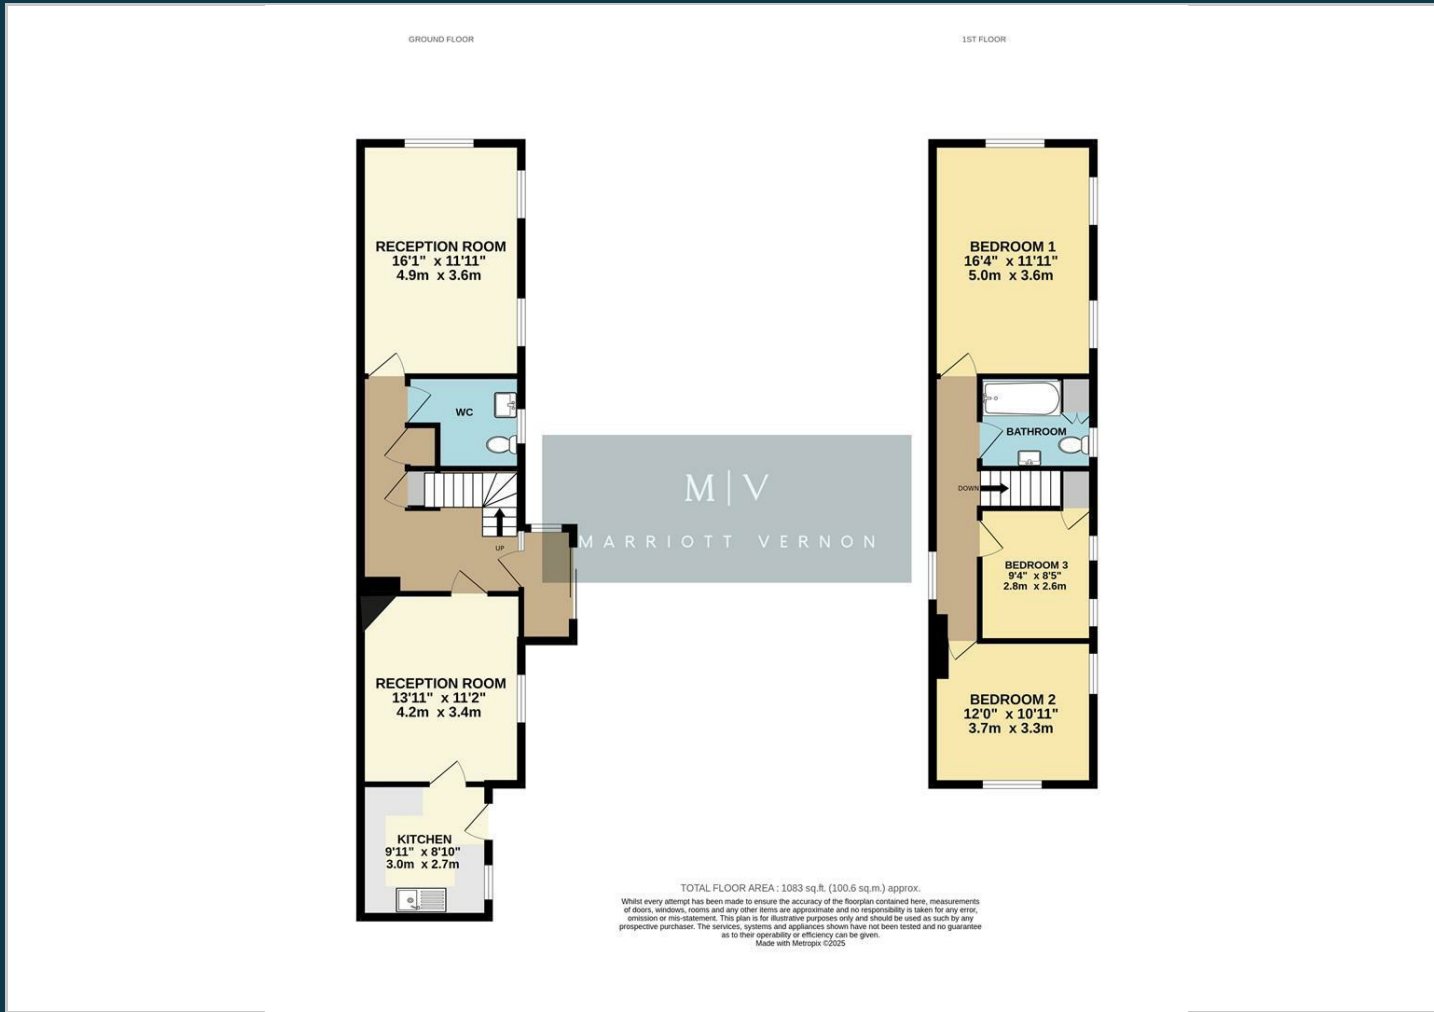 GROUND FLOOR
1ST FLOOR
RECEPTION ROOM
16'1" x 11'11"
4.9m x 3.6m
WC
UP
RECEPTION ROOM
13'11" x 11'2"
4.2m x 3.4m
KITCHEN
9'11" x 8'10"
3.0m x 2.7m
M|V
MARRIOTT VERNON
BEDROOM 1
16'4" x 11'11"
5.0m x 3.6m
BATHROOM
DOWN
BEDROOM 3
9'4" x 8'5"
2.8m x 2.6m
BEDROOM 2
12'0" x 10'11"
3.7m x 3.3m
TOTAL FLOOR AREA : 1083 sq.ft. (100.6 sq.m.) approx.
Whilst every attempt has been made to ensure the accuracy of the floorplan contained here, measurements
of doors, windows, rooms and any other items are approximate and no responsibility is taken for any error,
omission or mis-statement. This plan is for illustrative purposes only and should be used as such by any
prospective purchaser. The services, systems and appliances shown have not been tested and no guarantee
as to their operability or efficiency can be given.
Made with Metropix ©2025